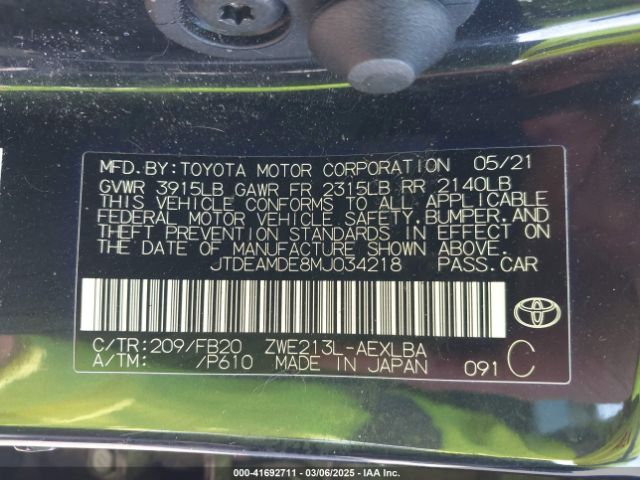 MFD.BY:TOYOTA MOTOR CORPORATION 05/21
GVWR 3915LB GAWR FR 2315LB RR 2140LB
THIS VEHICLE CONFORMS TO ALL APPLICABLE
FEDERAL MOTOR VEHICLE SAFETY,BUMPER,AND
THEFT PREVENTION STANDARDS IN EFFECT ON
THE DATE OF MANUFACTURE SHOWN ABOVE.
JTDEAMDE8MJ034218 PASS.CAR
C/TR:209/FB20 ZWE213L-AEXLBA
A/TM: /P610 MADE IN JAPAN 091 C
000-41692711 - 03/06/2025 - IAA Inc.